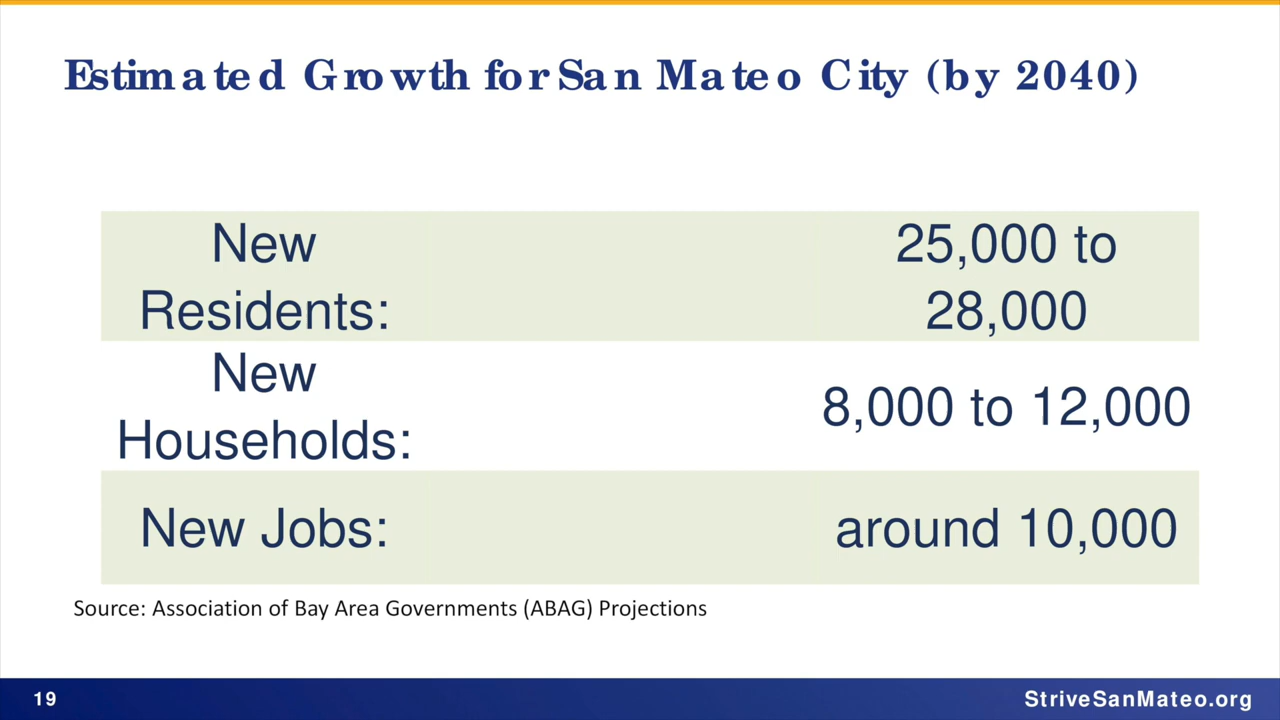 Estimated Growth for San Mateo City (by 2040)
New
Residents:
25,000 to
28,000
New
Households:
8,000 to 12,000
New Jobs:
around 10,000
Source: Association of Bay Area Governments (ABAG) Projections
19
StriveSanMateo.org